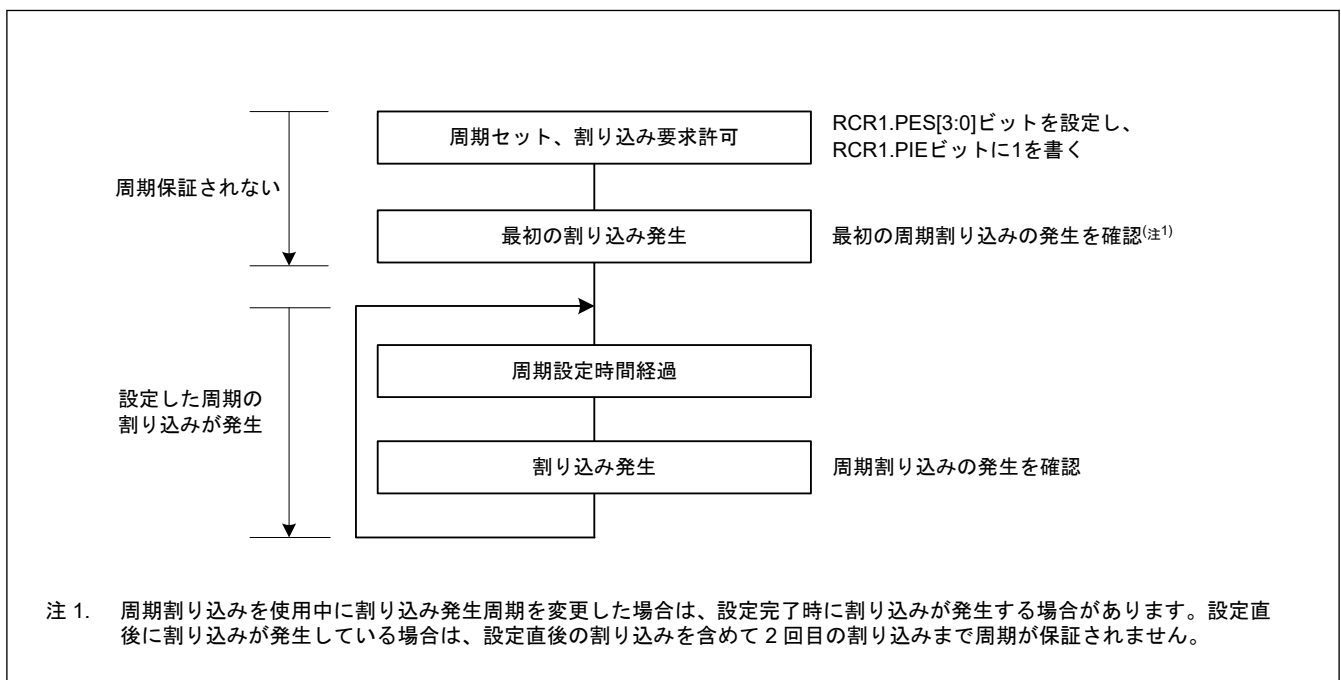 周期セット、割り込み要求許可
RCR1.PES[3:0]ビットを設定し、
RCR1.PIEビットに1を書く
周期保証されない
最初の割り込み発生
最初の周期割り込みの発生を確認(注1)
周期設定時間経過
設定した周期の
割り込みが発生
割り込み発生
周期割り込みの発生を確認
注 1. 周期割り込みを使用中に割り込み発生周期を変更した場合は、設定完了時に割り込みが発生する場合があります。設定直
後に割り込みが発生している場合は、設定直後の割り込みを含めて 2 回目の割り込みまで周期が保証されません。